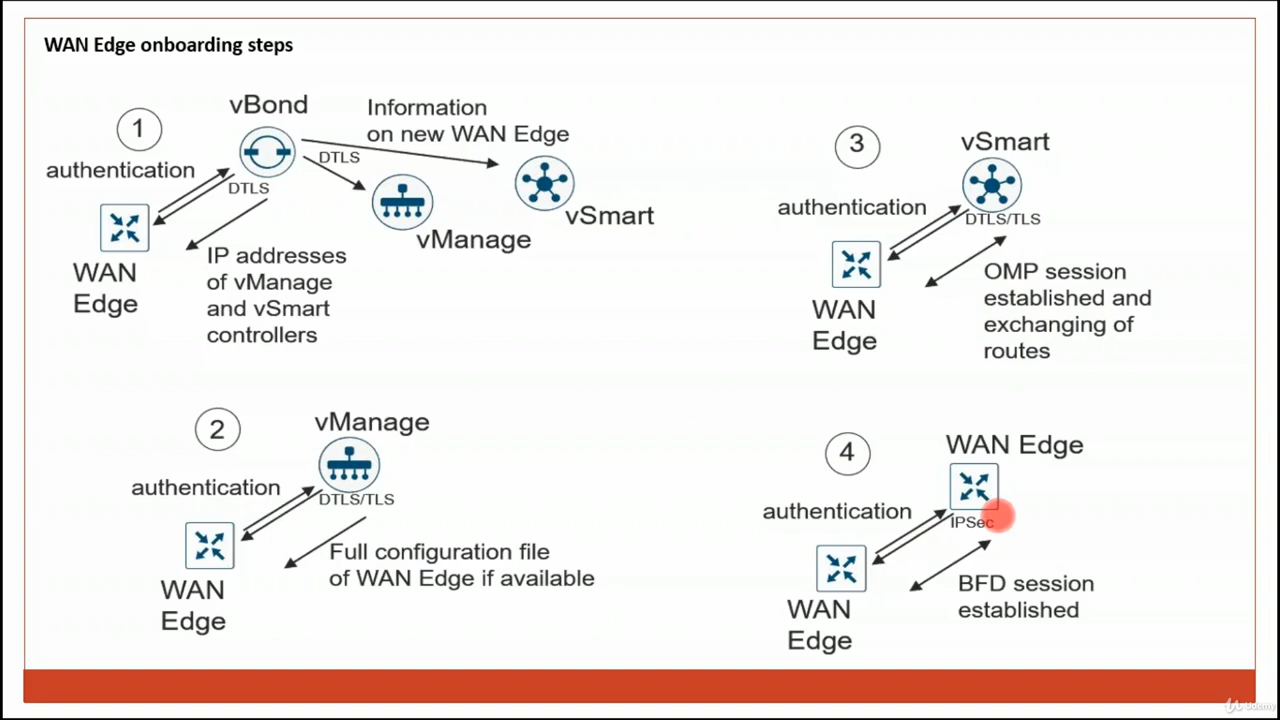 WAN Edge onboarding steps
1
vBond
Information
on new WAN Edge
authentication
DTLS
DTLS
vSmart
vManage
WAN
Edge
IP addresses
of vManage
and vSmart
controllers
2
vManage
authentication
DTLS/TLS
WAN
Edge
Full configuration file
of WAN Edge if available
3
vSmart
authentication
DTLS/TLS
WAN
Edge
OMP session
established and
exchanging of
routes
4
WAN Edge
authentication
IPSec
WAN
Edge
BFD session
established
Udemy